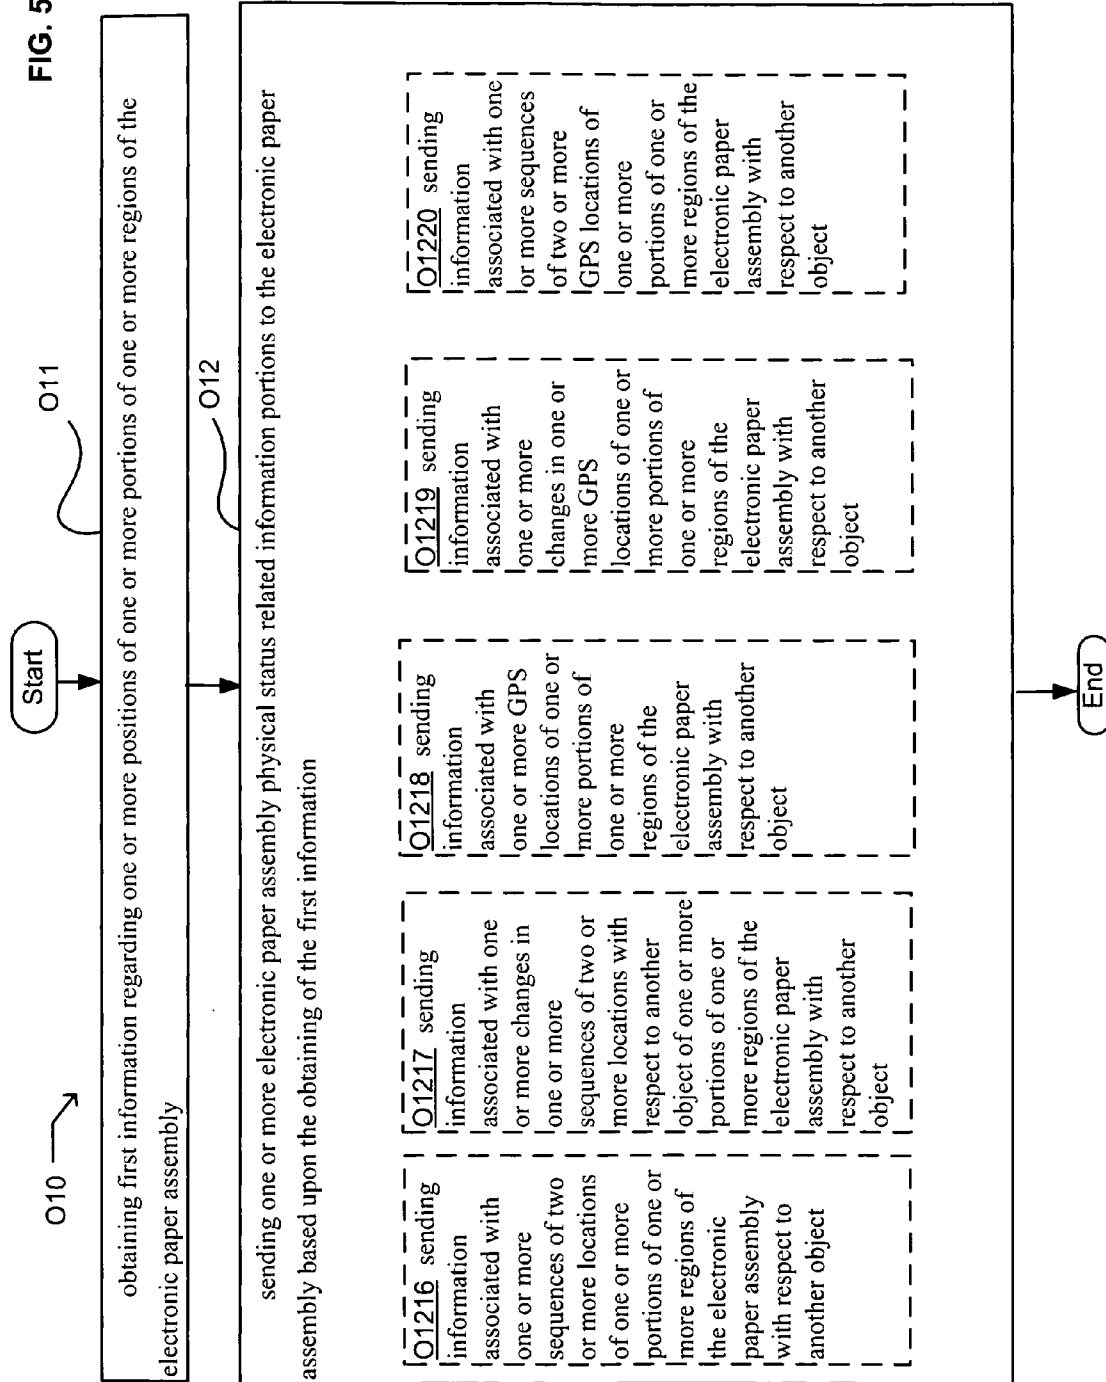 FIG. 5
Start
O10
O11
obtaining first information regarding one or more positions of one or more portions of one or more regions of the
electronic paper assembly
O12
sending one or more electronic paper assembly physical status related information portions to the electronic paper
assembly based upon the obtaining of the first information
O1216 sending
information
associated with
one or more
sequences of two
or more locations
of one or more
portions of one or
more regions of
the electronic
paper assembly
with respect to
another object
O1217 sending
information
associated with one
or more changes in
one or more
sequences of two or
more locations with
respect to another
object of one or more
portions of one or
more regions of the
electronic paper
assembly with
respect to another
object
O1218 sending
information
associated with
one or more GPS
locations of one or
more portions of
one or more
regions of the
electronic paper
assembly with
respect to another
object
O1219 sending
information
associated with
one or more
changes in one or
more GPS
locations of one or
more portions of
one or more
regions of the
electronic paper
assembly with
respect to another
object
O1220 sending
information
associated with one
or more sequences
of two or more
GPS locations of
one or more
portions of one or
more regions of the
electronic paper
assembly with
respect to another
object
End